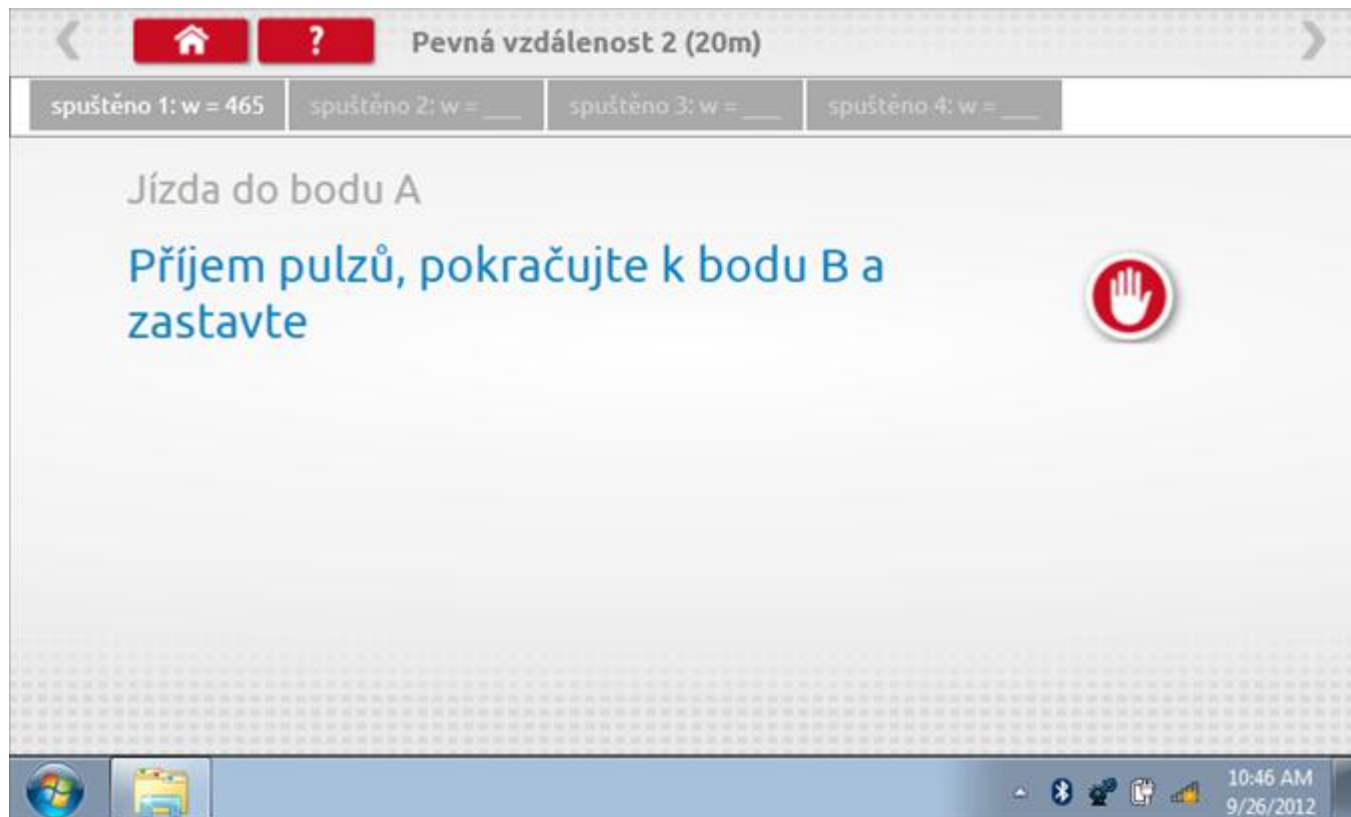 ? Pevná vzdálenost 2 (20m)
spuštěno 1: w = 465 spuštěno 2: w = ___ spuštěno 3: w = ___ spuštěno 4: w = ___
Jízda do bodu A
Příjem pulzů, pokračujte k bodu B a
zastavte
10:46 AM
9/26/2012